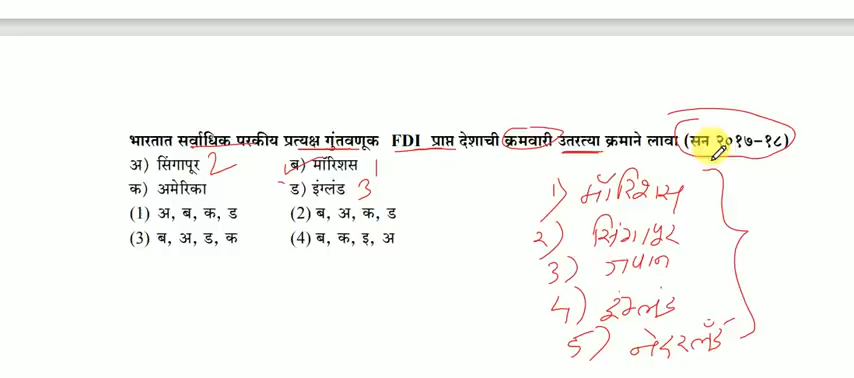 भारतात सर्वाधिक परकीय प्रत्यक्ष गुंतवणूक FDI प्राप्त देशाची क्रमवारी उतरत्या क्रमाने लावा (सन २०१७-१८)
अ) सिंगापूर 2 ब) मॉरिशस 1
क) अमेरिका ड) इंग्लंड 3
(1) अ, ब, क, ड (2) ब, अ, क, ड
(3) ब, अ, ड, क (4) ब, क, इ, अ
1) मॉरिशस
२) सिंगापुर
3) जपान
4) इंग्लंड
5) नेदरलँड